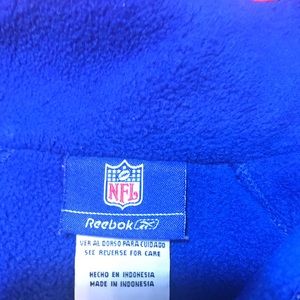 NFL
Reebok
VER AL DORSO PARA CUIDADO
SEE REVERSE FOR CARE
HECHO EN INDONESIA
MADE IN INDONESIA